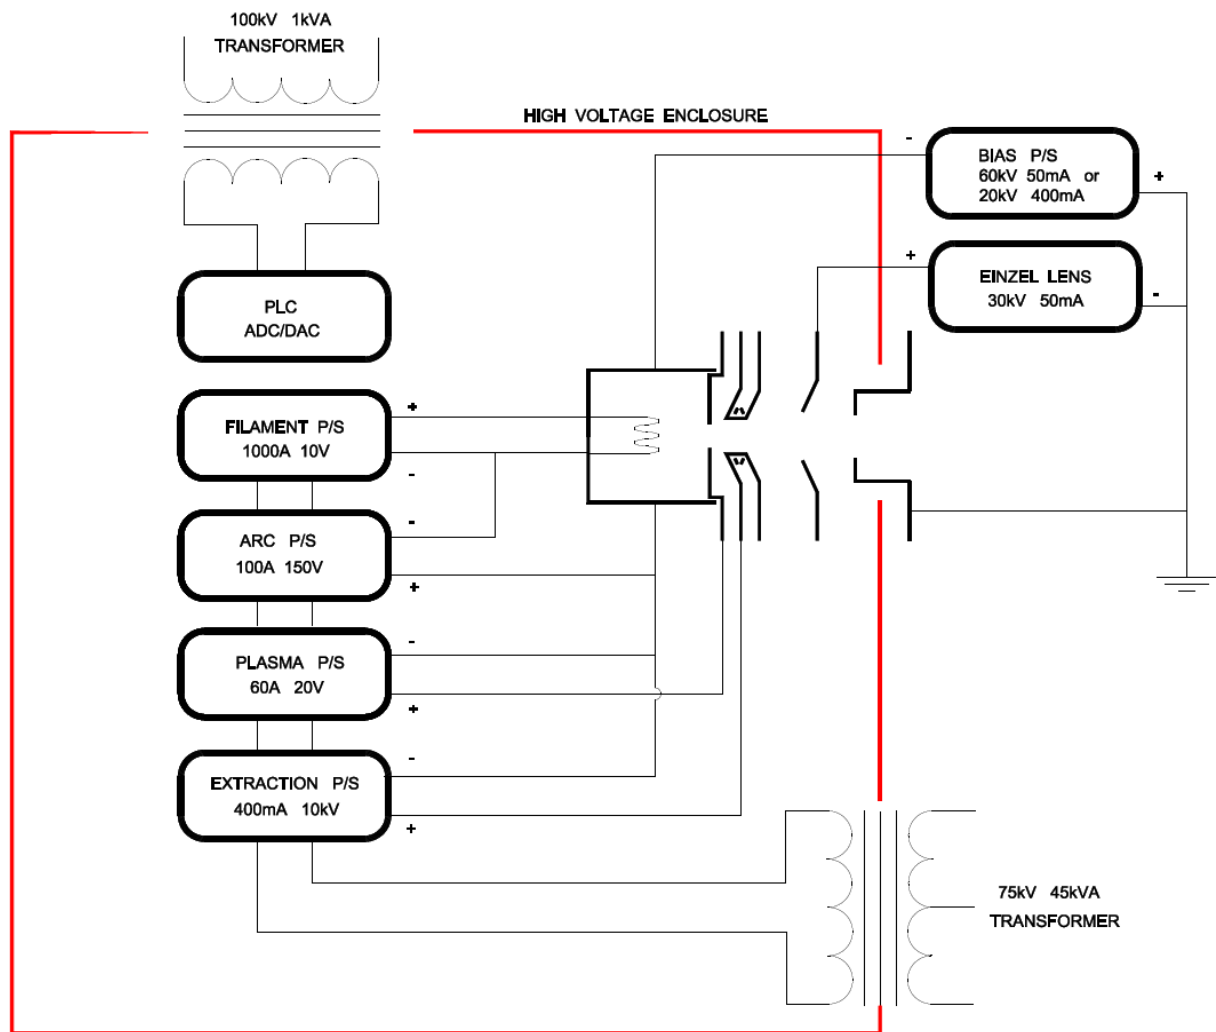 100kV 1kVA
TRANSFORMER
HIGH VOLTAGE ENCLOSURE
-
BIAS P/S
60kV 50mA or
20kV 400mA
+
+
EINZEL LENS
30kV 50mA
-
PLC
ADC/DAC
+
FILAMENT P/S
1000A 10V
-
-
ARC P/S
100A 150V
+
-
PLASMA P/S
60A 20V
+
-
EXTRACTION P/S
400mA 10kV
+
75kV 45kVA
TRANSFORMER